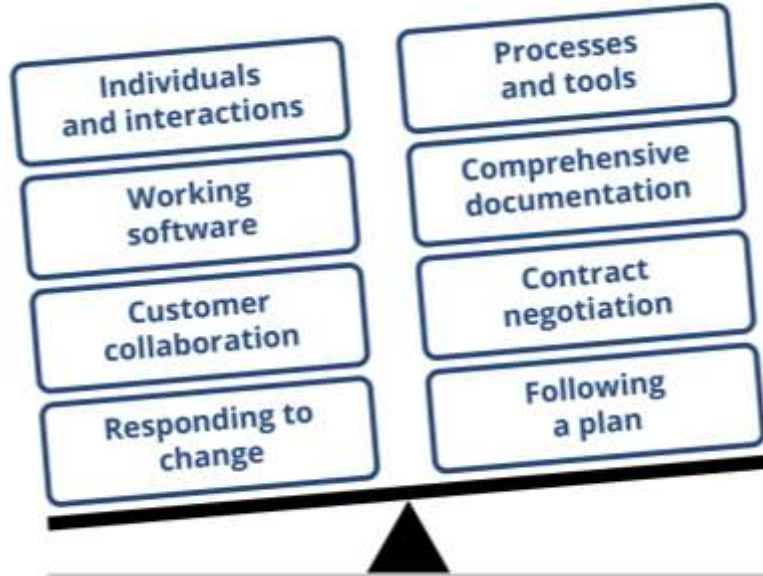 Individuals
and interactions
Working
software
Customer
collaboration
Responding to
change
Processes
and tools
Comprehensive
documentation
Contract
negotiation
Following
a plan